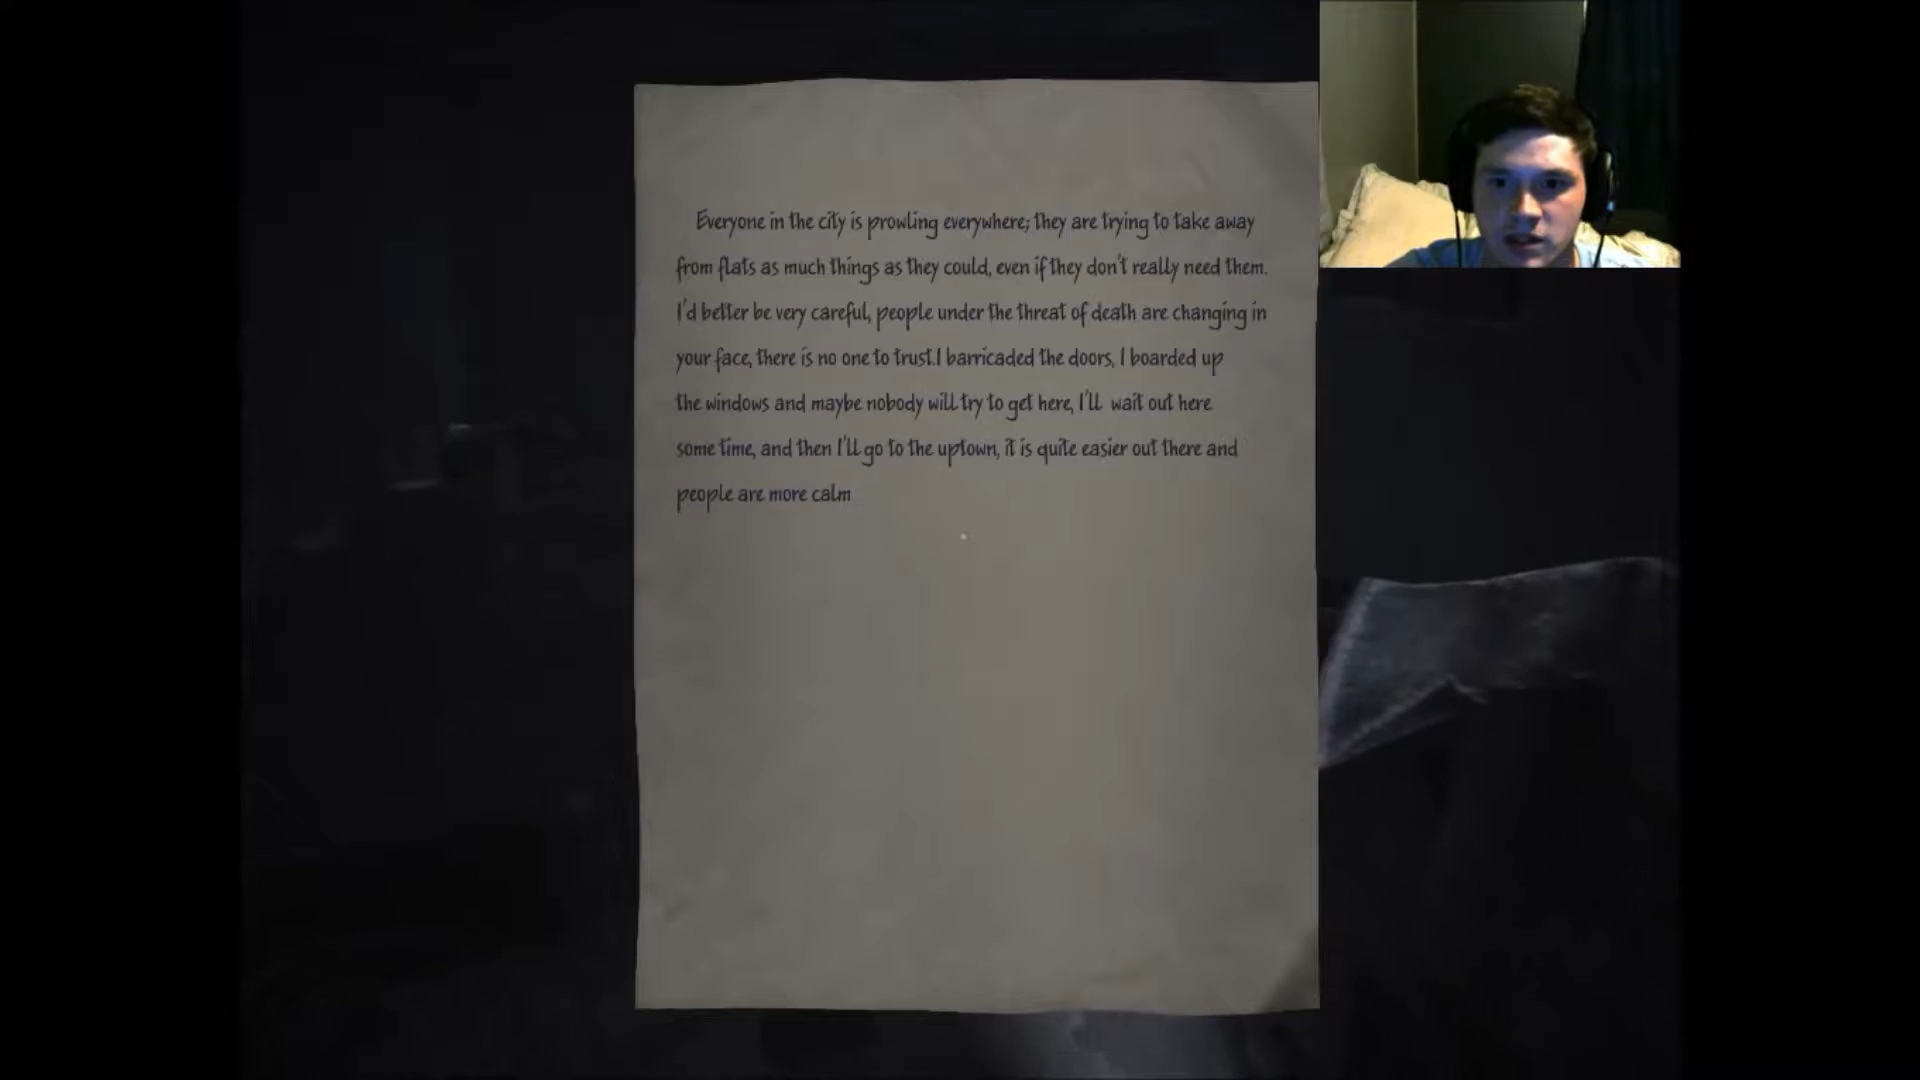 Everyone in the city is prowling everywhere; they are trying to take away
from flats as much things as they could, even if they don't really need them.
I'd better be very careful, people under the threat of death are changing in
your face, there is no one to trust.I barricaded the doors, I boarded up
the windows and maybe nobody will try to get here, I'll wait out here
some time, and then I'll go to the uptown, it is quite easier out there and
people are more calm